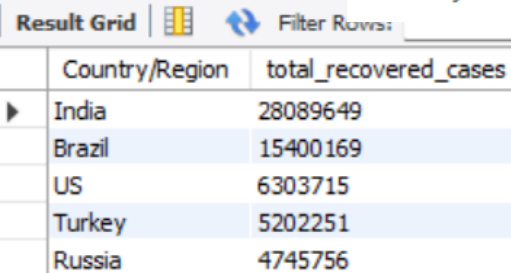 Result Grid Filter Rows:
Country/Region total_recovered_cases
India 28089649
Brazil 15400169
US 6303715
Turkey 5202251
Russia 4745756